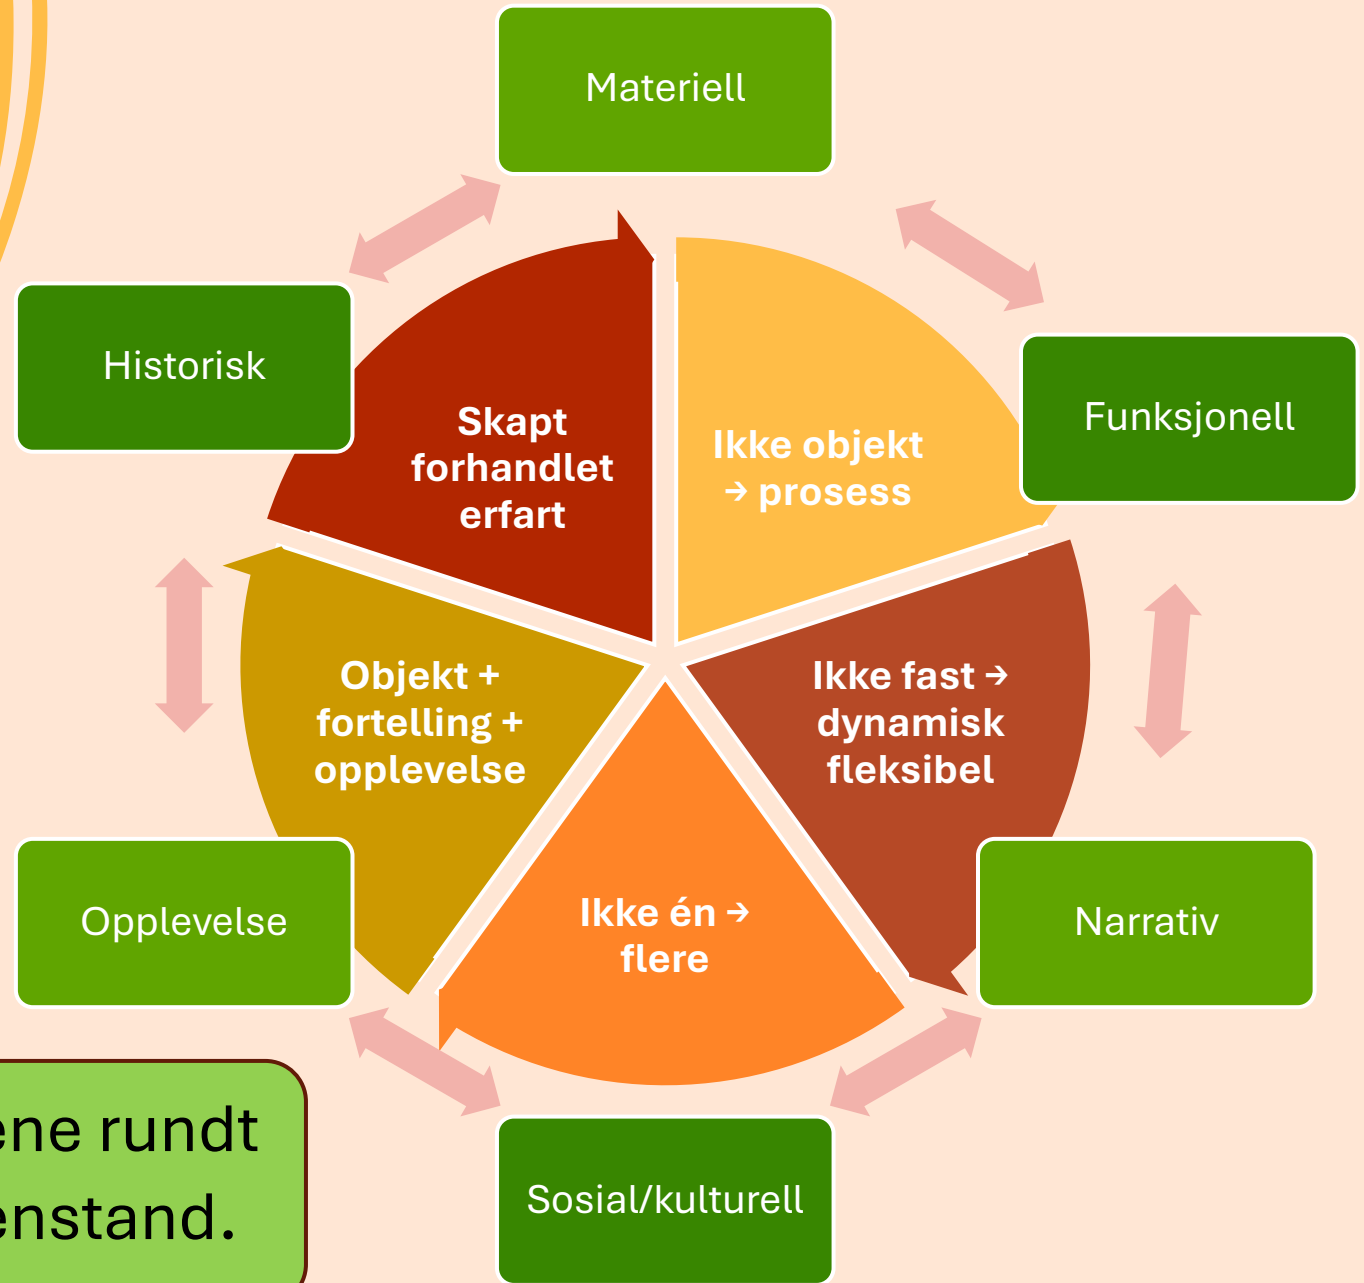 Materiell
Historisk
Funksjonell
Skapt
forhandlet
erfart
Ikke objekt
→ prosess
Objekt +
fortelling +
opplevelse
Ikke fast →
dynamisk
fleksibel
Ikke én →
flere
Opplevelse
Narrativ
Sosial/kulturell
ene rundt
enstand.